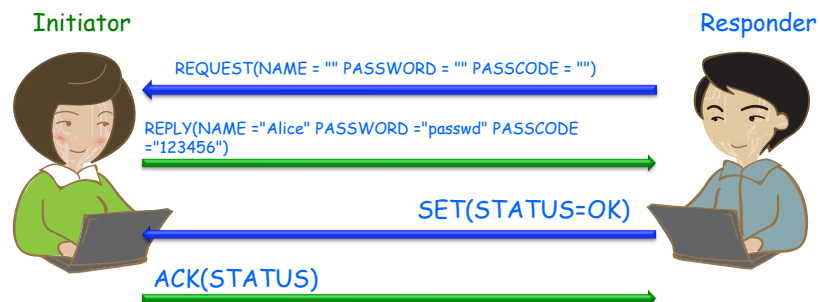 Initiator
Responder
REQUEST(NAME = "" PASSWORD = "" PASSCODE = "")
REPLY(NAME ="Alice" PASSWORD ="passwd" PASSCODE
="123456")
SET(STATUS=OK)
ACK(STATUS)